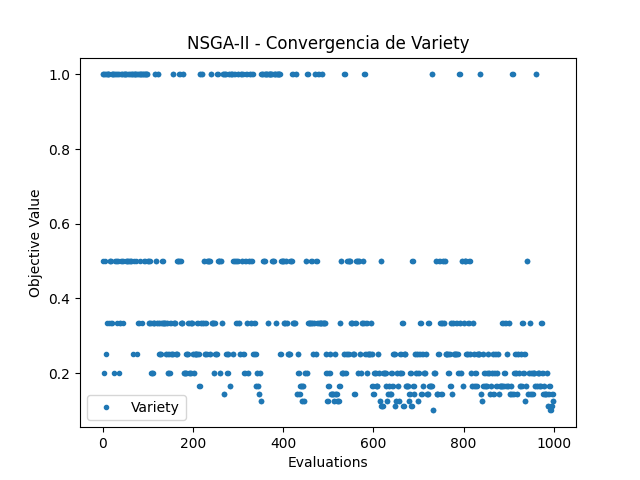 NSGA-II - Convergencia de Variety
Objective Value
1.0
0.8
0.6
0.4
0.2
Variety
0
200
400
600
800
1000
Evaluations